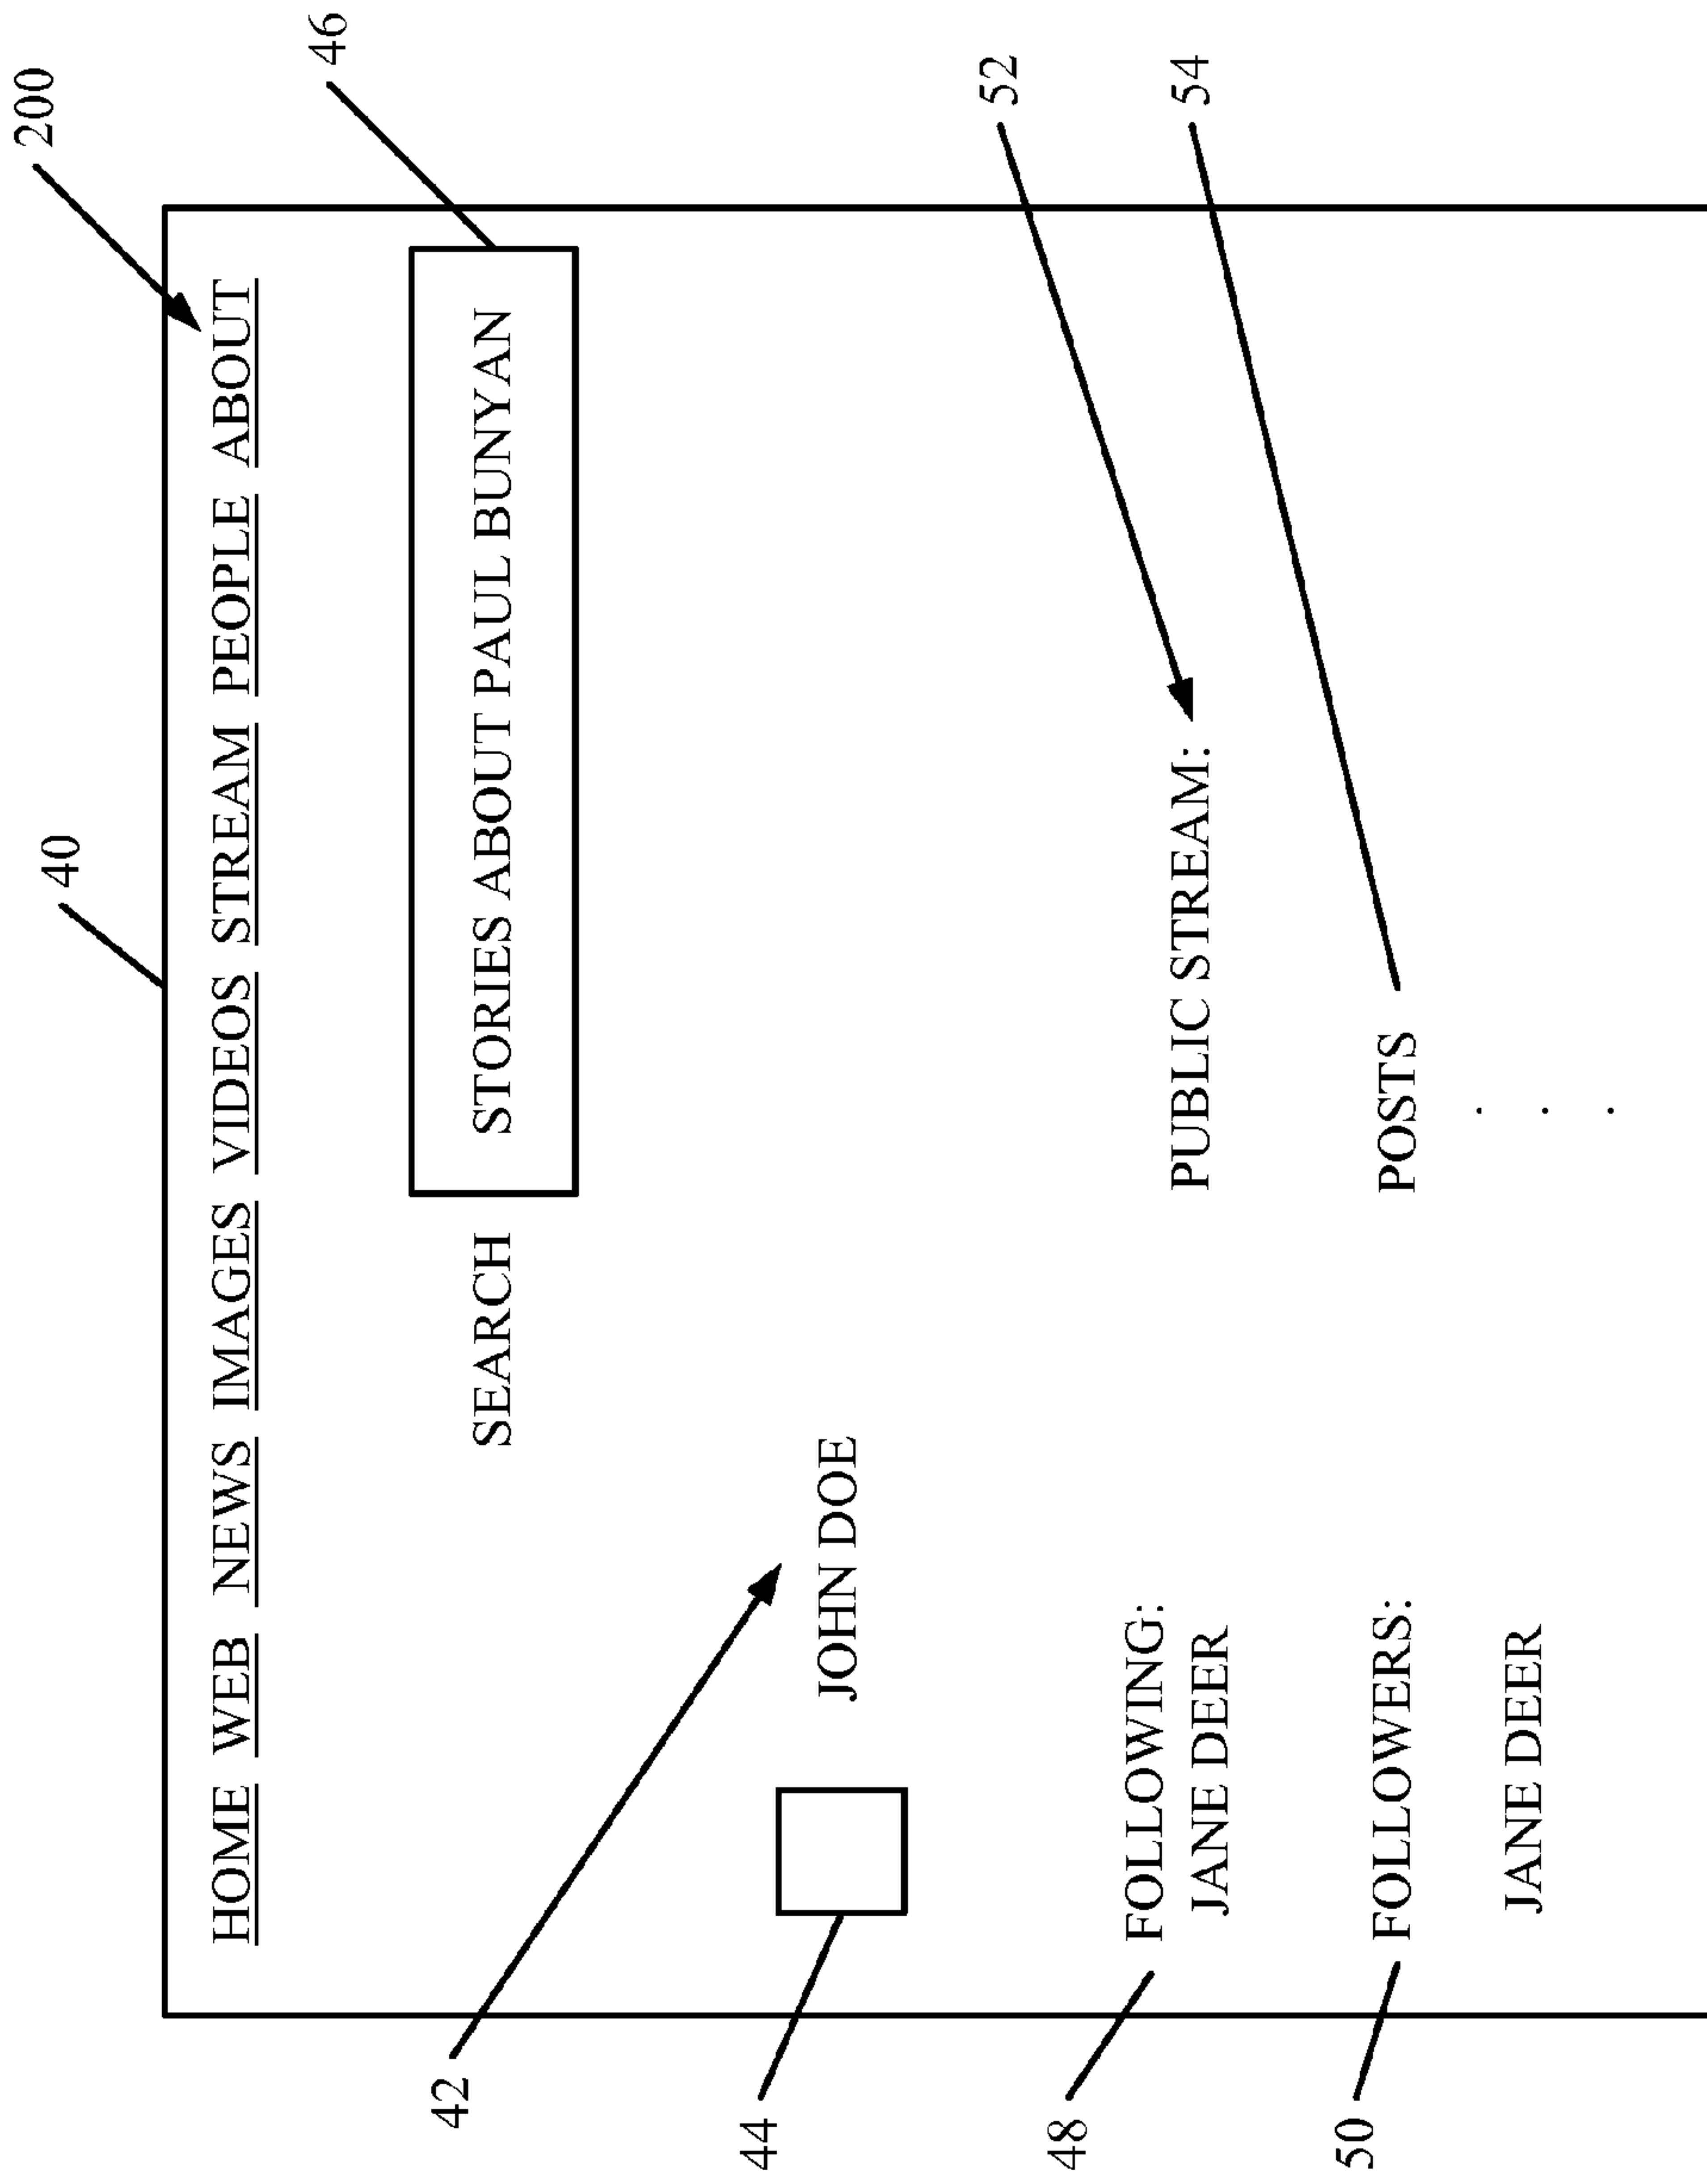 200
40
46
HOME WEB NEWS IMAGES VIDEOS STREAM PEOPLE ABOUT
42
SEARCH STORIES ABOUT PAUL BUNYAN
44
JOHN DOE
52
48
FOLLOWING:
JANE DEER
PUBLIC STREAM:
54
50
FOLLOWERS:
POSTS
JANE DEER
.
.
.